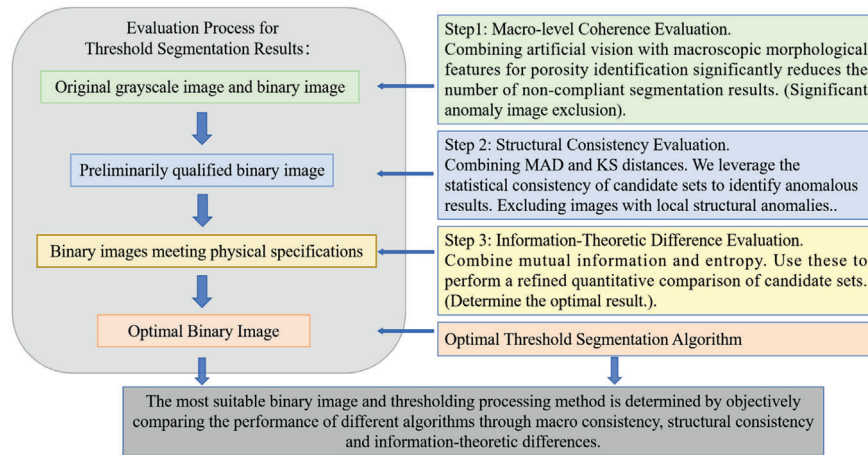 Evaluation Process for
Threshold Segmentation Results:
Original grayscale image and binary image
Preliminarily qualified binary image
Binary images meeting physical specifications
Optimal Binary Image
Step1: Macro-level Coherence Evaluation.
Combining artificial vision with macroscopic morphological
features for porosity identification significantly reduces the
number of non-compliant segmentation results. (Significant
anomaly image exclusion).
Step 2: Structural Consistency Evaluation.
Combining MAD and KS distances. We leverage the
statistical consistency of candidate sets to identify anomalous
results. Excluding images with local structural anomalies..
Step 3: Information-Theoretic Difference Evaluation.
Combine mutual information and entropy. Use these to
perform a refined quantitative comparison of candidate sets.
(Determine the optimal result.).
Optimal Threshold Segmentation Algorithm
The most suitable binary image and thresholding processing method is determined by objectively
comparing the performance of different algorithms through macro consistency, structural consistency
and information-theoretic differences.